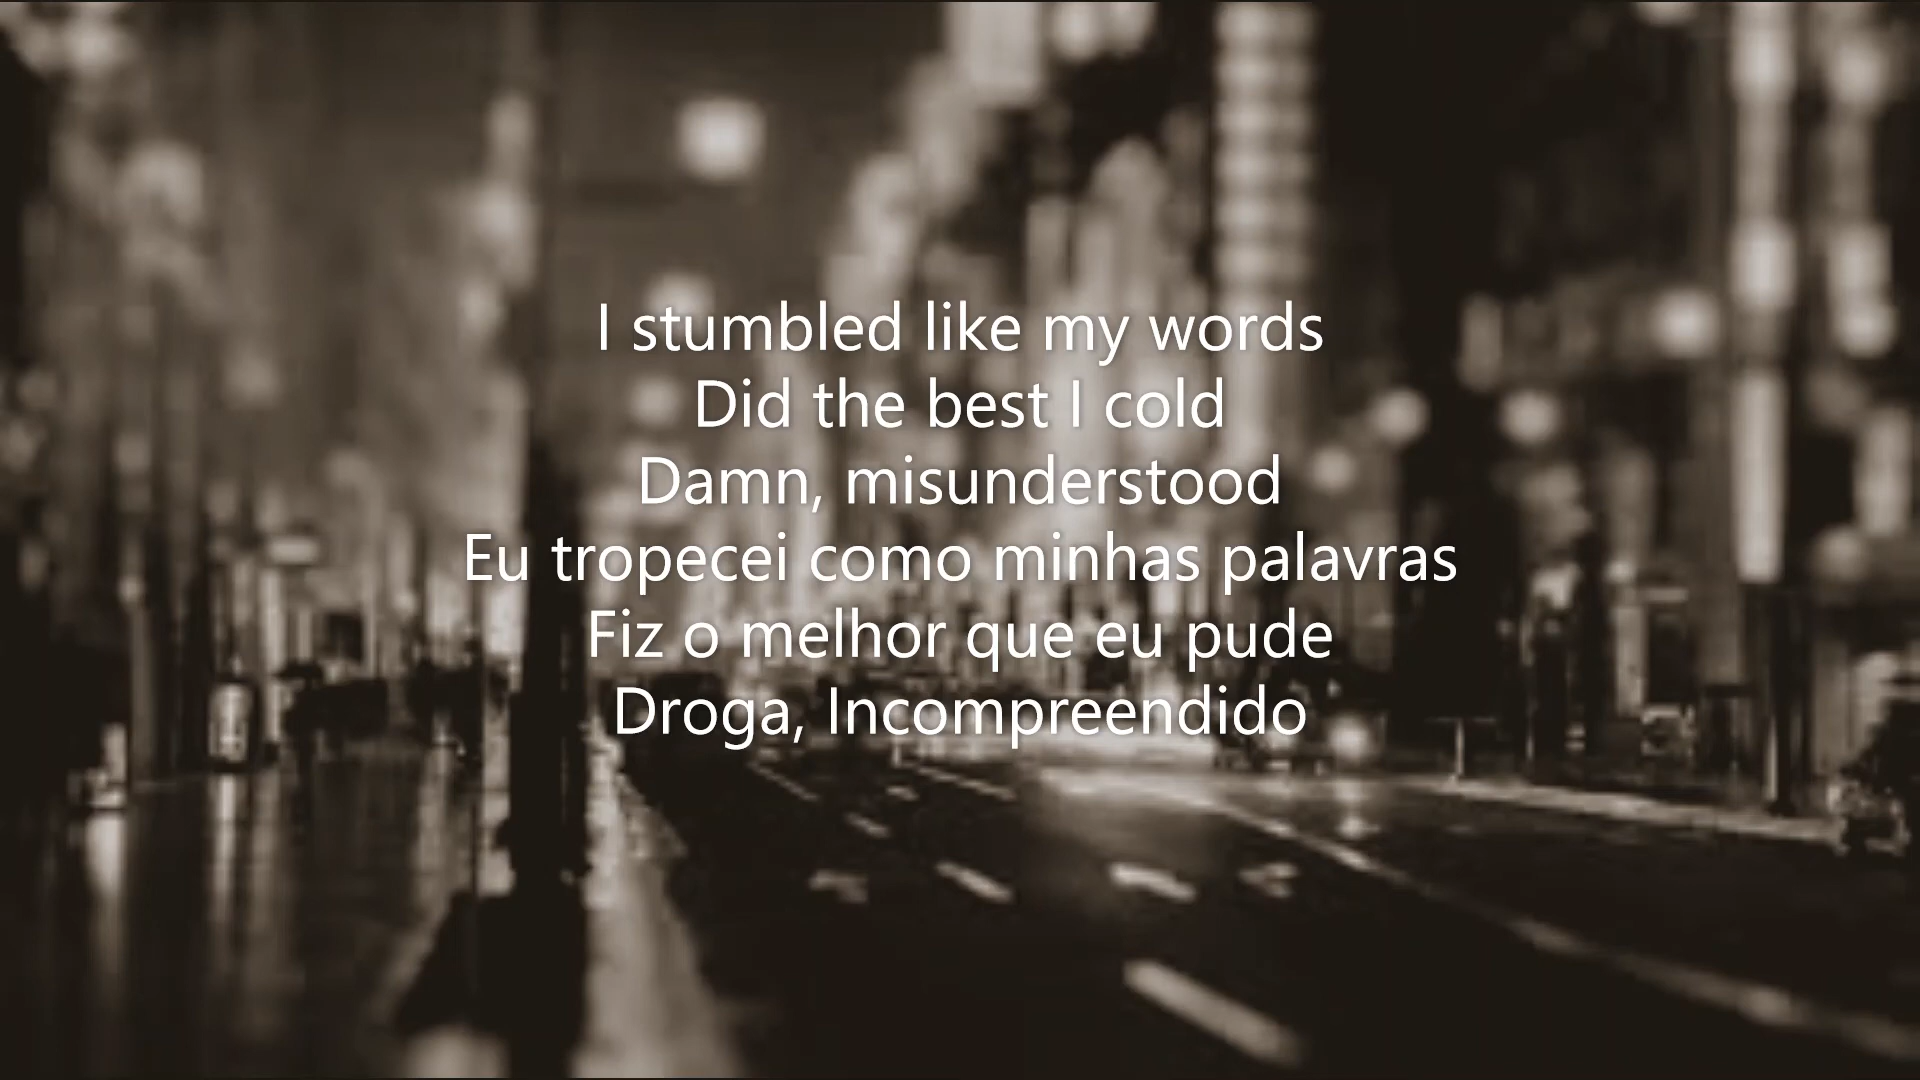 I stumbled like my words
Did the best I cold
Damn, misunderstood
Eu tropecei como minhas palavras
Fiz o melhor que eu pude
Droga, Incompreendido